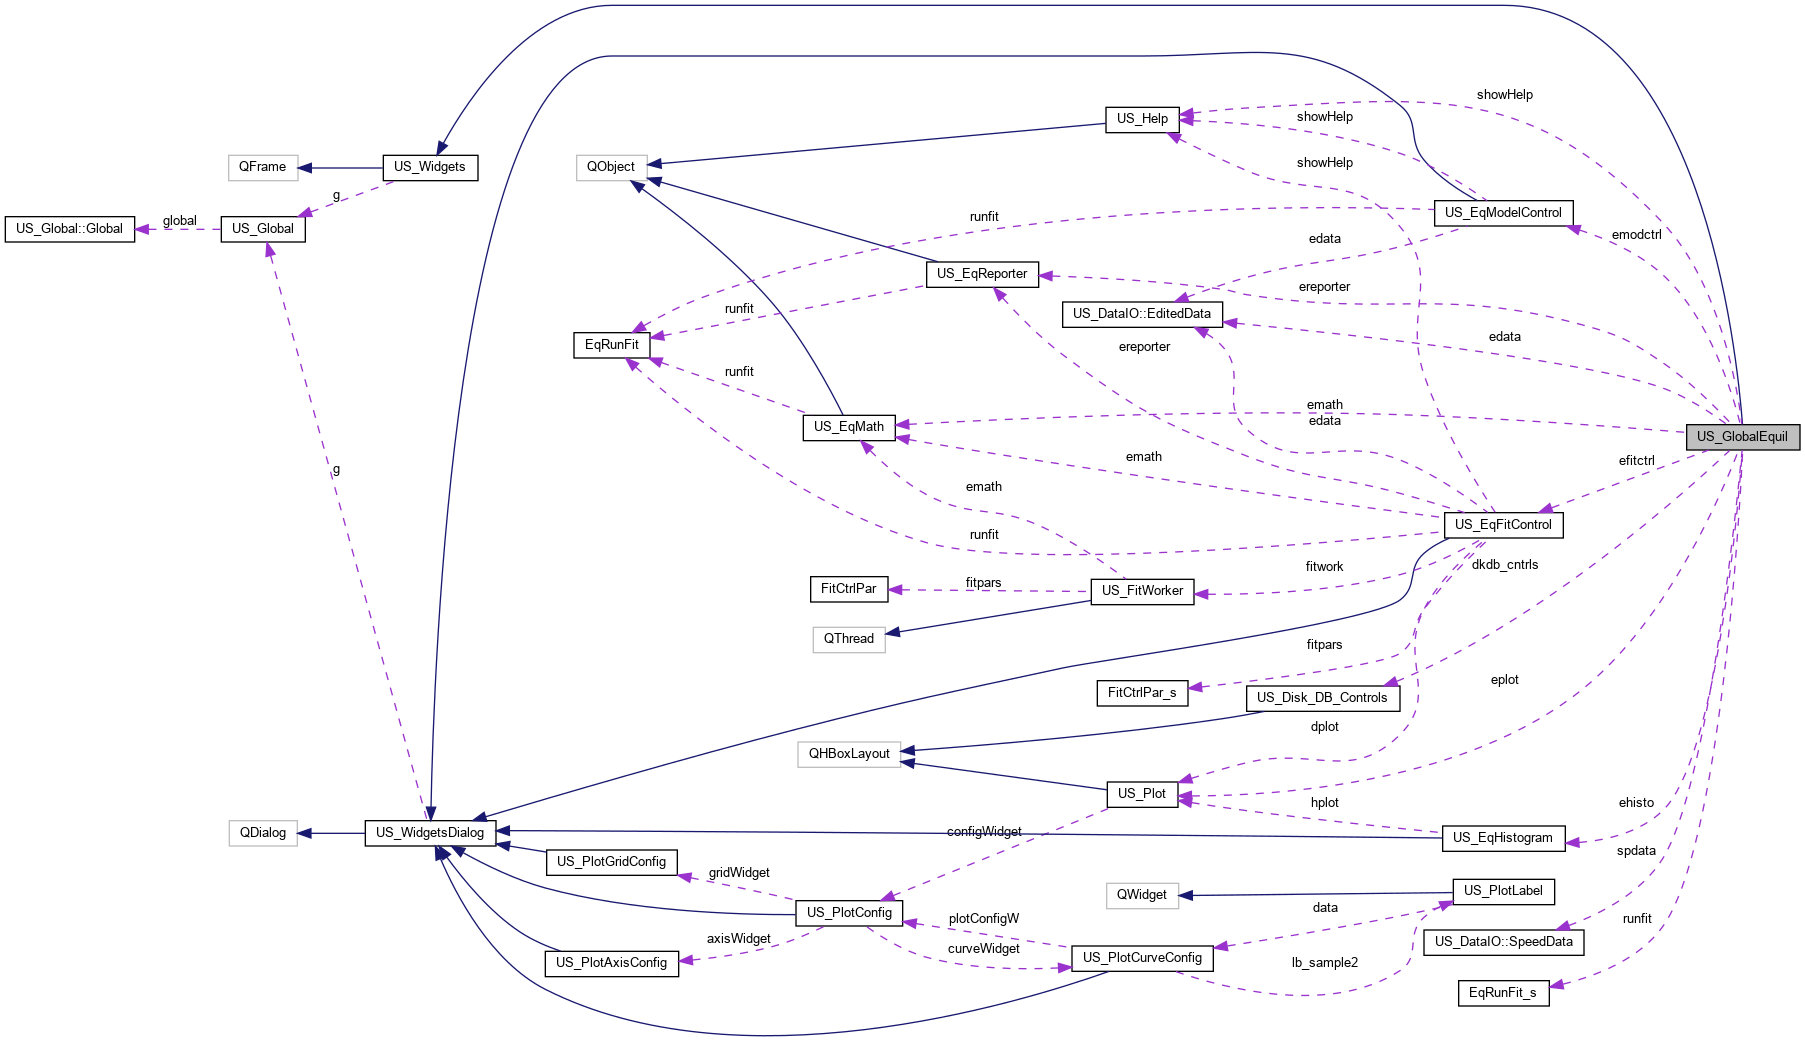 showHelp
US_Help
showHelp
showHelp
QFrame
US_Widgets
QObject
g
US_Global::Global
global
US_Global
runfit
US_EqModelControl
edata
emodctrl
US_EqReporter
ereporter
US_DataIO::EditedData
runfit
EqRunFit
ereporter
edata
runfit
US_EqMath
emath
edata
US_GlobalEquil
g
emath
efitctrl
emath
US_EqFitControl
runfit
fitwork
dkdb_cntrls
FitCtrlPar
fitpars
US_FitWorker
QThread
fitpars
FitCtrlPar_s
US_Disk_DB_Controls
eplot
dplot
QHBoxLayout
US_Plot
hplot
ehisto
QDialog
US_WidgetsDialog
configWidget
US_EqHistogram
US_PlotGridConfig
gridWidget
spdata
QWidget
US_PlotLabel
US_PlotConfig
plotConfigW
data
runfit
axisWidget
curveWidget
US_DataIO::SpeedData
US_PlotAxisConfig
US_PlotCurveConfig
lb_sample2
EqRunFit_s